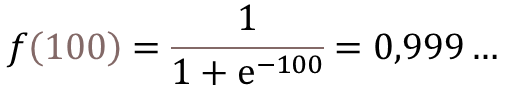 f(100) = 1 / (1 + e⁻¹⁰⁰) = 0,999 ...